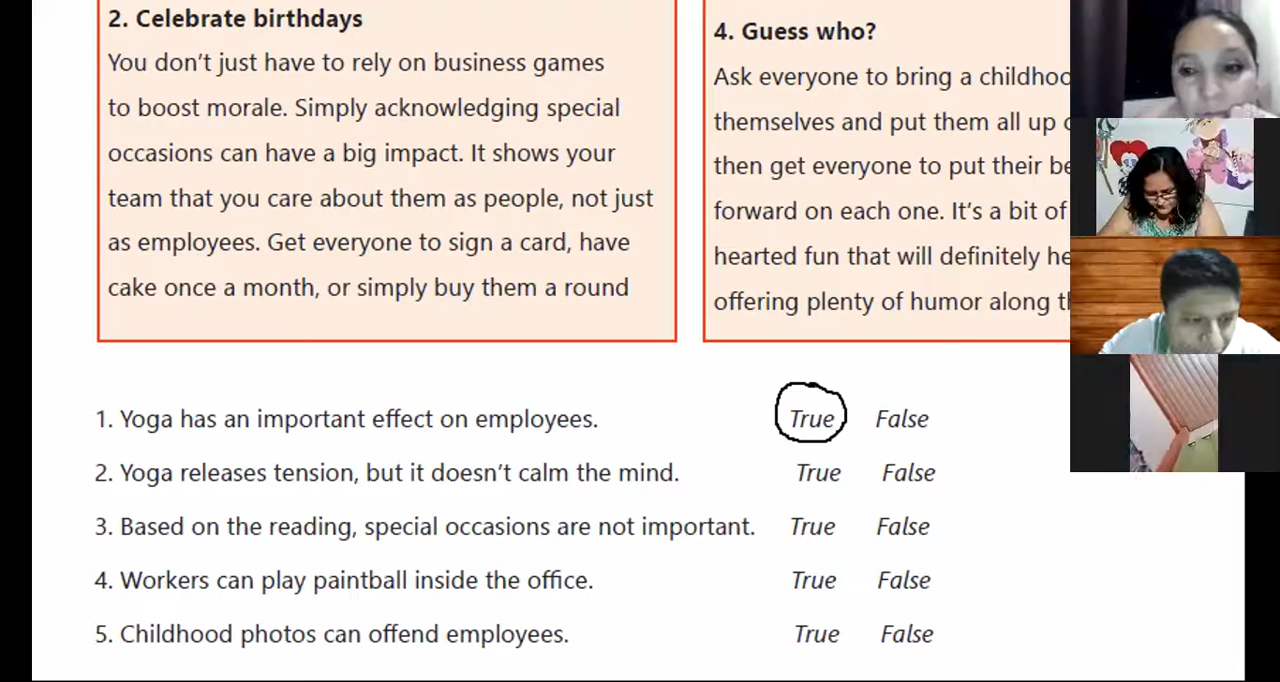 2. Celebrate birthdays
You don't just have to rely on business games
to boost morale. Simply acknowledging special
occasions can have a big impact. It shows your
team that you care about them as people, not just
as employees. Get everyone to sign a card, have
cake once a month, or simply buy them a round
4. Guess who?
Ask everyone to bring a
themselves and put them all up
then get everyone to put their
forward on each one. It's a bit of
hearted fun that will definitely
offering plenty of humor along
1. Yoga has an important effect on employees. True False
2. Yoga releases tension, but it doesn't calm the mind. True False
3. Based on the reading, special occasions are not important. True False
4. Workers can play paintball inside the office. True False
5. Childhood photos can offend employees. True False